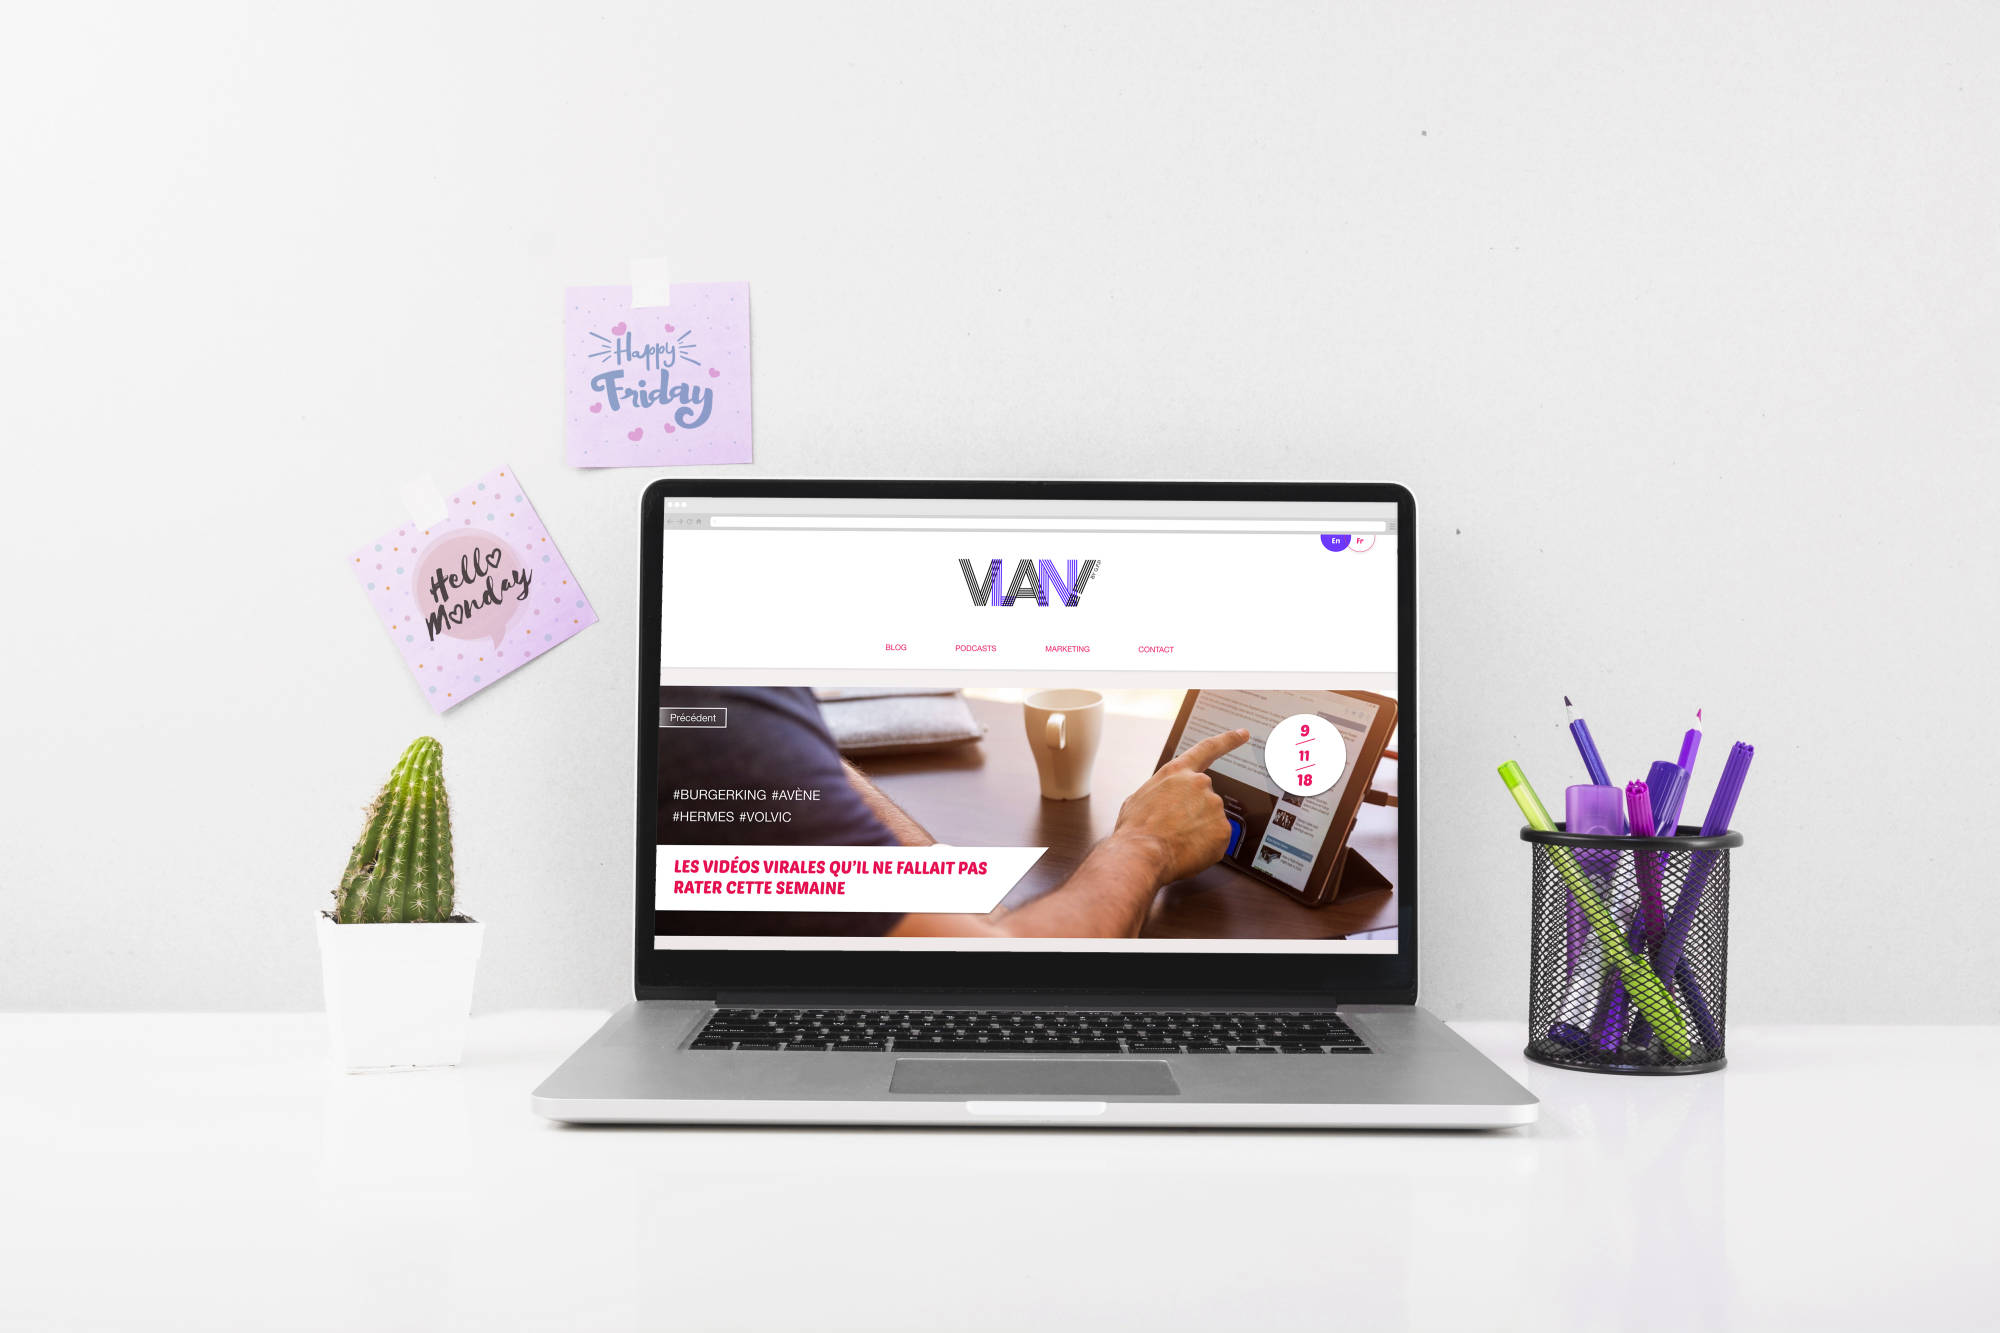 Happy
Friday
Hello
Monday
En Fr
VLAN!
BY G.P.O
BLOG PODCASTS MARKETING CONTACT
Précédent
9
11
18
#BURGERKING #AVÈNE
#HERMES #VOLVIC
LES VIDÉOS VIRALES QU'IL NE FALLAIT PAS
RATER CETTE SEMAINE